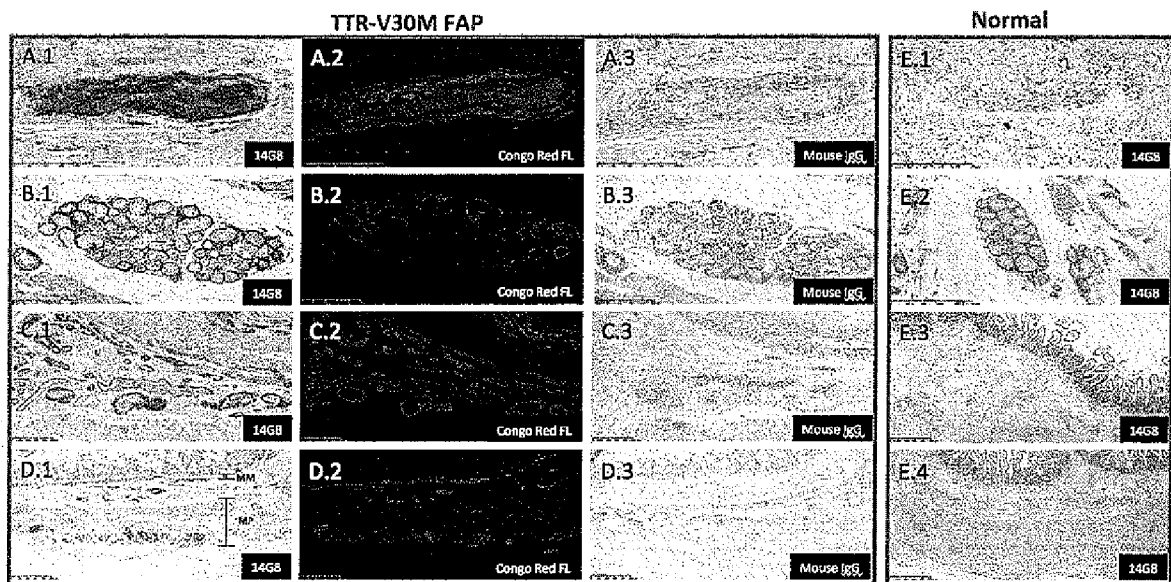 TTR-V30M FAP
Normal
A.1
14G8
A.2
Congo Red FL
A.3
Mouse IgG
E.1
14G8
B.1
14G8
B.2
Congo Red FL
B.3
Mouse IgG
E.2
14G8
C.1
14G8
C.2
Congo Red FL
C.3
Mouse IgG
E.3
14G8
D.1
MM
MP
14G8
D.2
Congo Red FL
D.3
Mouse IgG
E.4
14G8